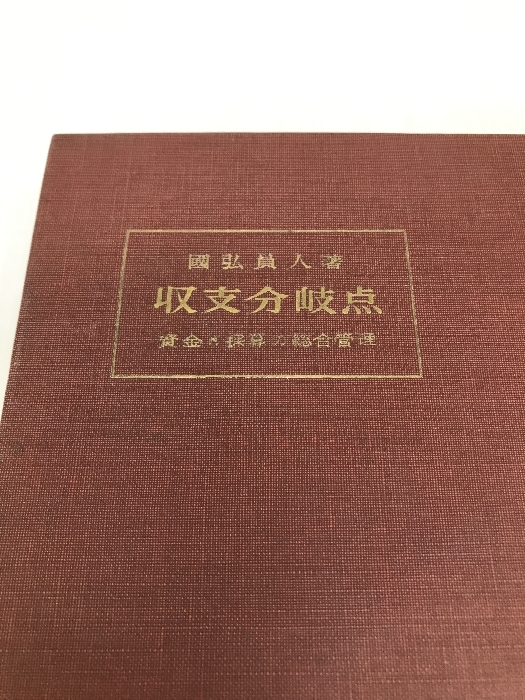 國弘員人著
収支分岐点
資金と採算の総合管理